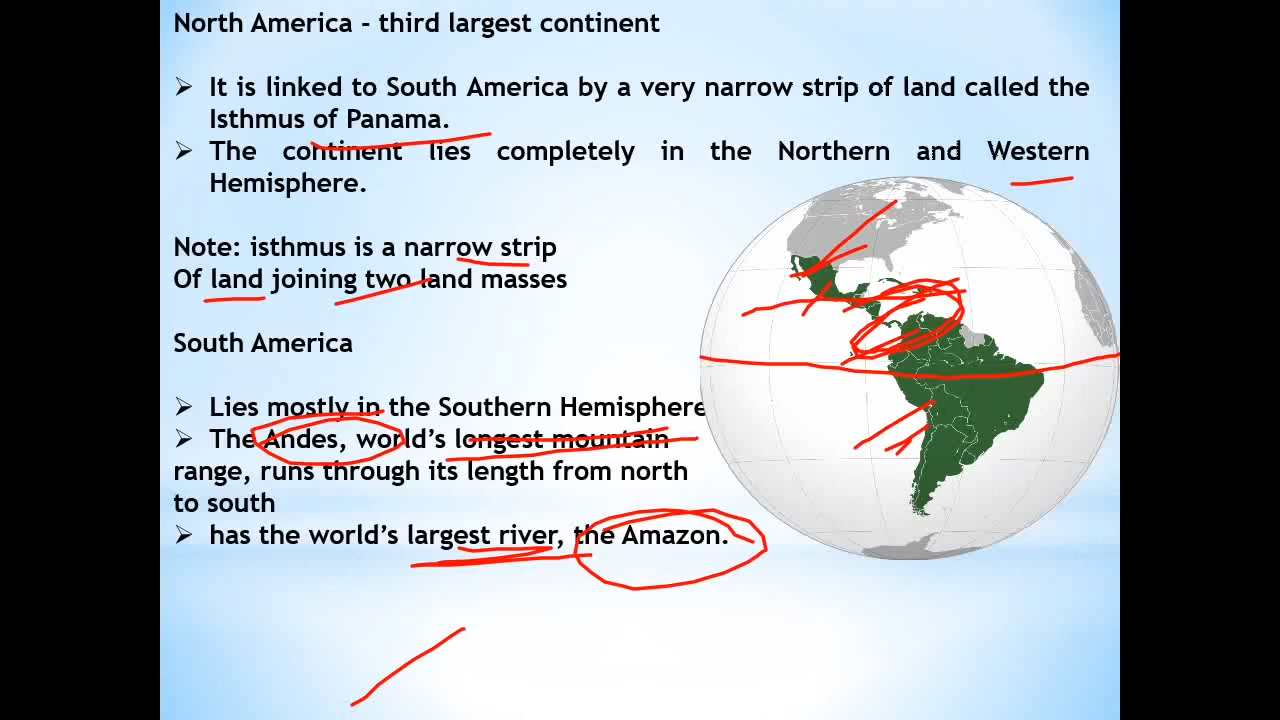 North America - third largest continent
➢ It is linked to South America by a very narrow strip of land called the
Isthmus of Panama.
➢ The continent lies completely in the Northern and Western
Hemisphere.
Note: isthmus is a narrow strip
Of land joining two land masses
South America
➢ Lies mostly in the Southern Hemisphere
➢ The Andes, world's longest mountain
range, runs through its length from north
to south
➢ has the world's largest river, the Amazon.